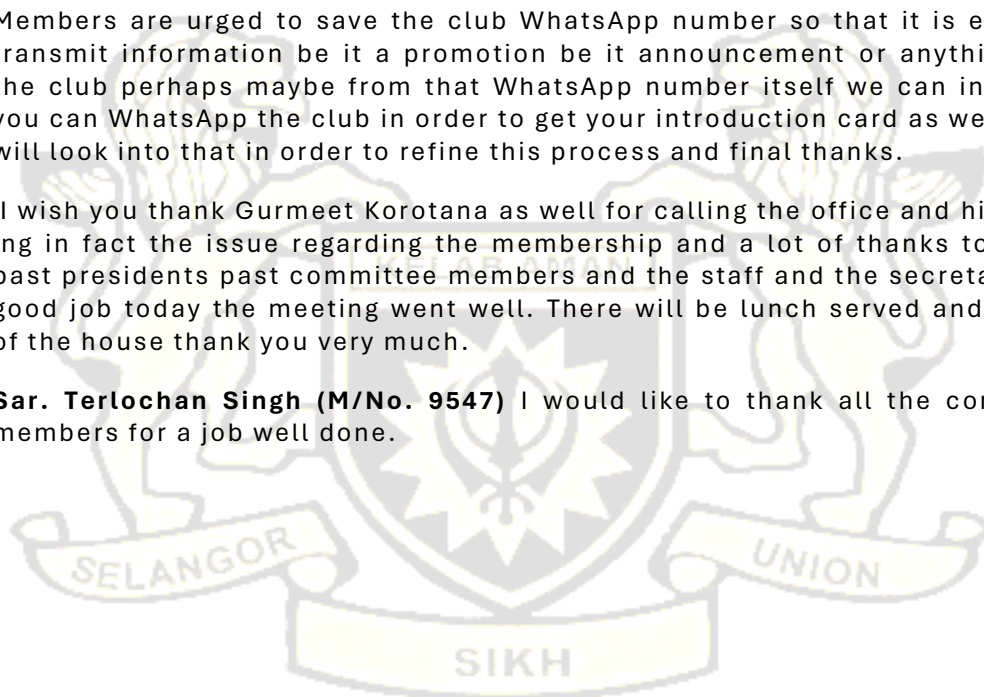 Members are urged to save the club WhatsApp number so that it is e
transmit information be it a promotion be it announcement or anythi
the club perhaps maybe from that WhatsApp number itself we can in
you can WhatsApp the club in order to get your introduction card as we
will look into that in order to refine this process and final thanks.
I wish you thank Gurmeet Korotana as well for calling the office and hi
ing in fact the issue regarding the membership and a lot of thanks to
past presidents past committee members and the staff and the secreta
good job today the meeting went well. There will be lunch served and
of the house thank you very much.
Sar. Terlochan Singh (M/No. 9547) I would like to thank all the co
members for a job well done.
KELAB AMAN
SELANGOR
UNION
SIKH